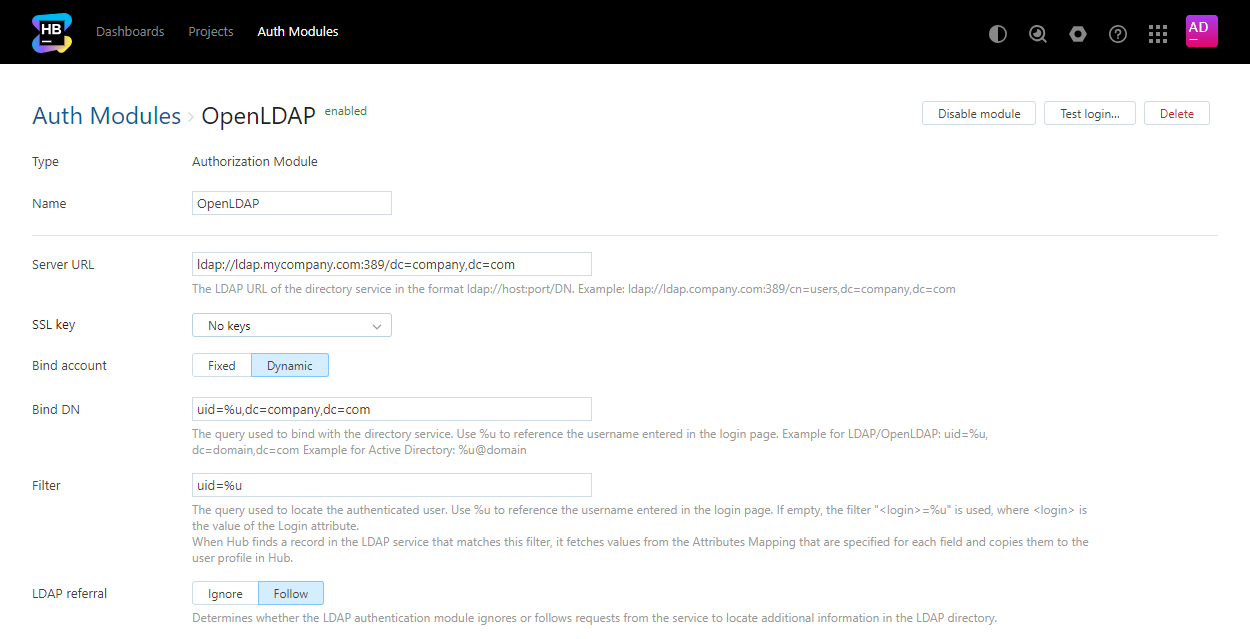 HB Dashboards Projects Auth Modules AD
Auth Modules › OpenLDAP enabled Disable module Test login... Delete
Type Authorization Module
Name OpenLDAP
Server URL ldap://ldap.mycompany.com:389/dc=company,dc=com
The LDAP URL of the directory service in the format ldap://host:port/DN. Example: ldap://ldap.company.com:389/cn=users,dc=company,dc=com
SSL key No keys
Bind account Fixed Dynamic
Bind DN uid=%u,dc=company,dc=com
The query used to bind with the directory service. Use %u to reference the username entered in the login page. Example for LDAP/OpenLDAP: uid=%u,
dc=domain,dc=com Example for Active Directory: %u@domain
Filter uid=%u
The query used to locate the authenticated user. Use %u to reference the username entered in the login page. If empty, the filter "<login>=%u" is used, where <login> is
the value of the Login attribute.
When Hub finds a record in the LDAP service that matches this filter, it fetches values from the Attributes Mapping that are specified for each field and copies them to the
user profile in Hub.
LDAP referral Ignore Follow
Determines whether the LDAP authentication module ignores or follows requests from the service to locate additional information in the LDAP directory.